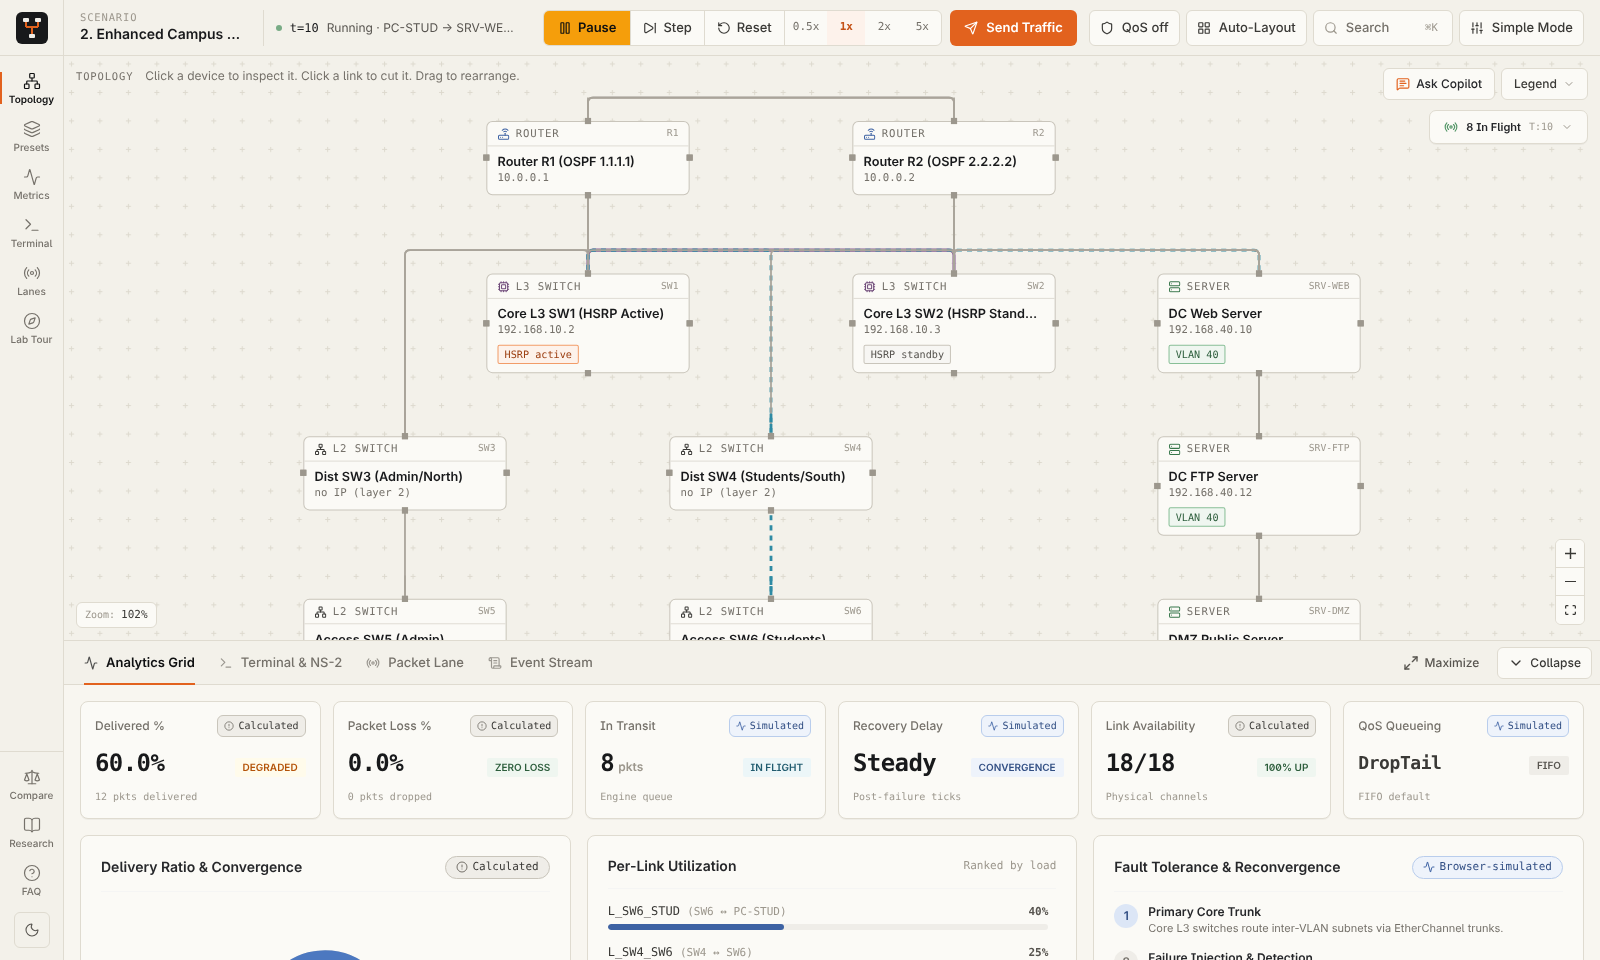 SCENARIO
2. Enhanced Campus ...
t=10 Running · PC-STUD → SRV-WE...
Pause
Step
Reset
0.5x
1x
2x
5x
Send Traffic
QoS off
Auto-Layout
Search ⌘K
Simple Mode
Topology
Presets
Metrics
Terminal
Lanes
Lab Tour
Compare
Research
FAQ
TOPOLOGY Click a device to inspect it. Click a link to cut it. Drag to rearrange.
Ask Copilot
Legend
8 In Flight T:10
ROUTER R1
Router R1 (OSPF 1.1.1.1)
10.0.0.1
ROUTER R2
Router R2 (OSPF 2.2.2.2)
10.0.0.2
L3 SWITCH SW1
Core L3 SW1 (HSRP Active)
192.168.10.2
HSRP active
L3 SWITCH SW2
Core L3 SW2 (HSRP Stand...
192.168.10.3
HSRP standby
SERVER SRV-WEB
DC Web Server
192.168.40.10
VLAN 40
L2 SWITCH SW3
Dist SW3 (Admin/North)
no IP (layer 2)
L2 SWITCH SW4
Dist SW4 (Students/South)
no IP (layer 2)
SERVER SRV-FTP
DC FTP Server
192.168.40.12
VLAN 40
L2 SWITCH SW5
Access SW5 (Admin)
L2 SWITCH SW6
Access SW6 (Students)
SERVER SRV-DMZ
DMZ Public Server
Zoom: 102%
Analytics Grid
Terminal & NS-2
Packet Lane
Event Stream
Maximize
Collapse
Delivered % Calculated
60.0% DEGRADED
12 pkts delivered
Packet Loss % Calculated
0.0% ZERO LOSS
0 pkts dropped
In Transit Simulated
8 pkts IN FLIGHT
Engine queue
Recovery Delay Simulated
Steady CONVERGENCE
Post-failure ticks
Link Availability Calculated
18/18 100% UP
Physical channels
QoS Queueing Simulated
DropTail FIFO
FIFO default
Delivery Ratio & Convergence Calculated
Per-Link Utilization Ranked by load
L_SW6_STUD (SW6 ↔ PC-STUD) 40%
L_SW4_SW6 (SW4 ↔ SW6) 25%
Fault Tolerance & Reconvergence Browser-simulated
1 Primary Core Trunk
Core L3 switches route inter-VLAN subnets via EtherChannel trunks.
Failure Injection & Detection